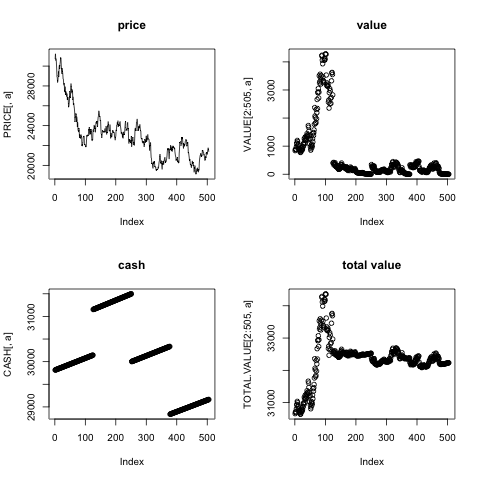 price
PRICE[, a]
20000 24000 28000
0 100 200 300 400 500
Index
value
VALUE[2:505, a]
0 1000 3000
0 100 200 300 400 500
Index
cash
CASH[, a]
29000 30000 31000
0 100 200 300 400 500
Index
total value
TOTAL.VALUE[2:505, a]
31000 33000
0 100 200 300 400 500
Index